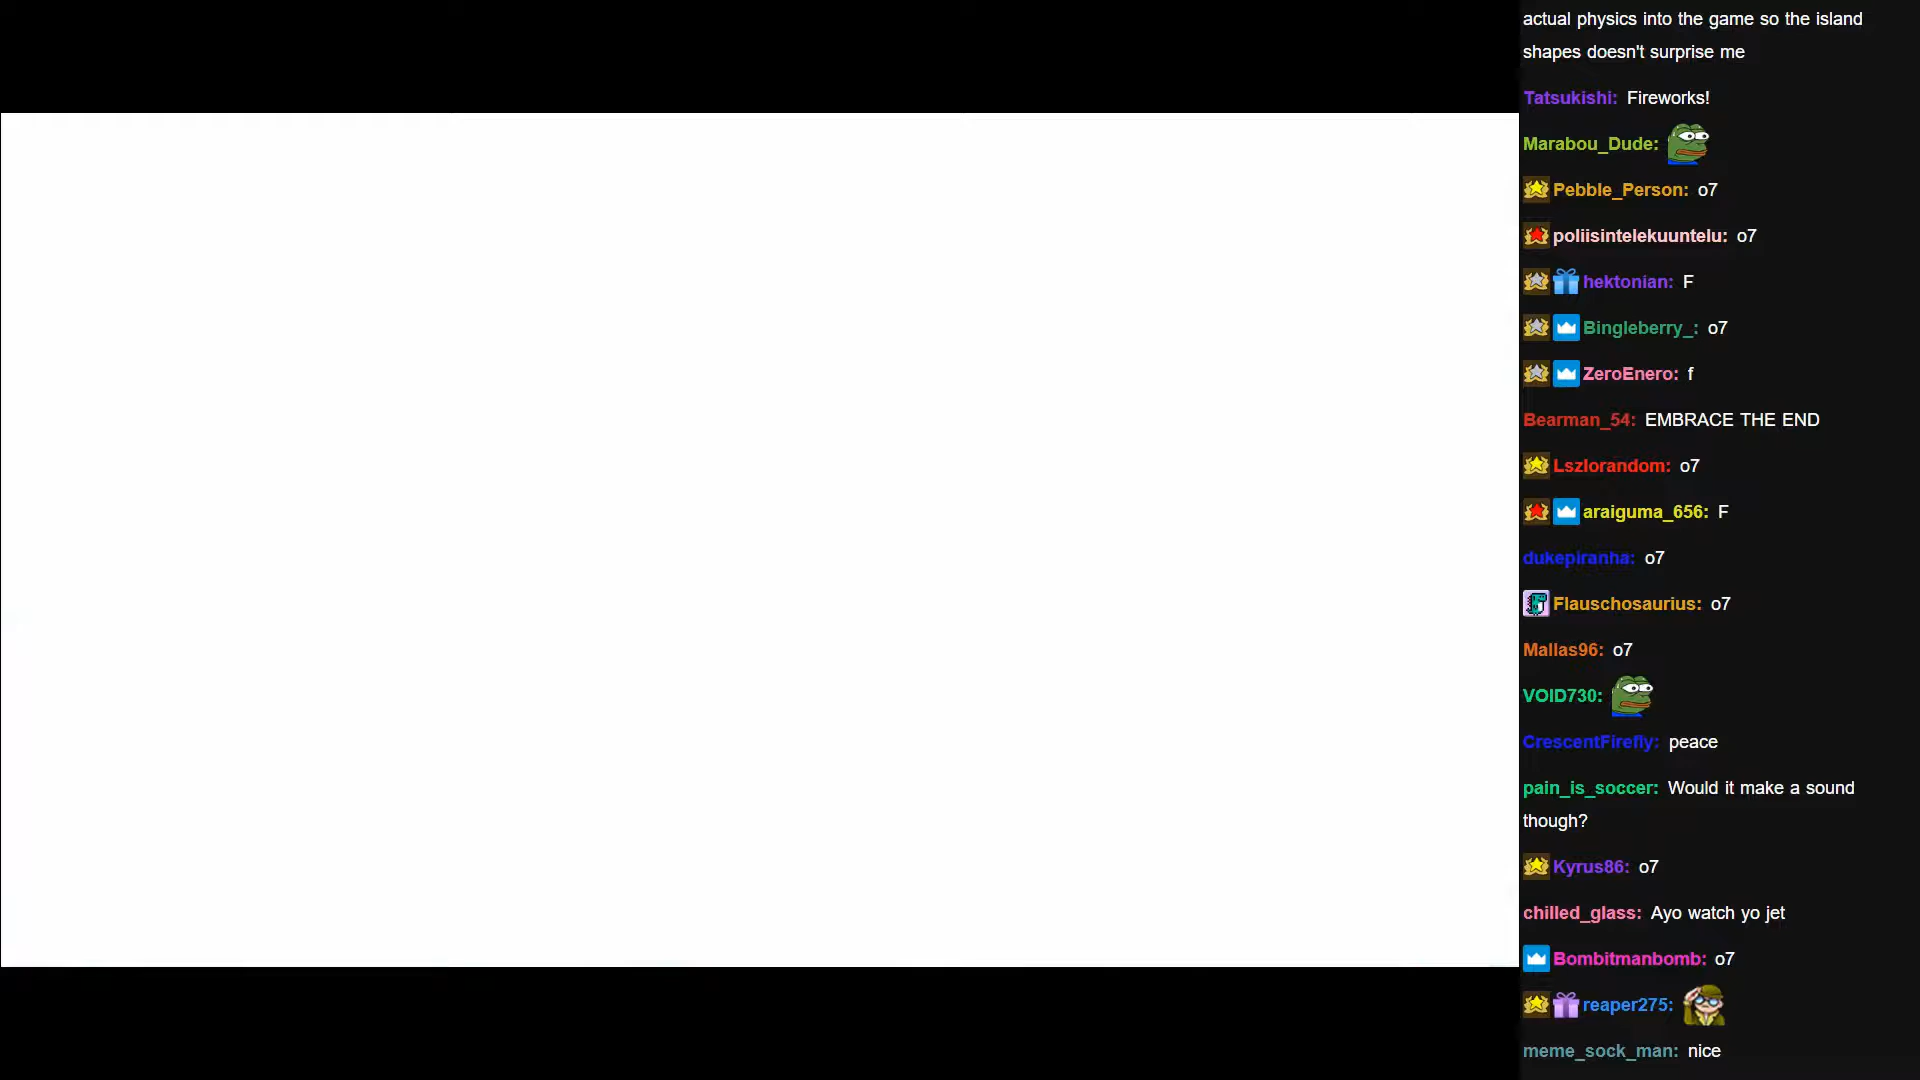 actual physics into the game so the island
shapes doesn't surprise me
Tatsukishi: Fireworks!
Marabou_Dude:
Pebble_Person: o7
poliisintelekuuntelu: o7
hektonian: F
Bingleberry_: o7
ZeroEnero: f
Bearman_54: EMBRACE THE END
Lszlorandom: o7
araiguma_656: F
dukepiranha: o7
Flauschosaurius: o7
Mallas96: o7
VOID730:
CrescentFirefly: peace
pain_is_soccer: Would it make a sound
though?
Kyrus86: o7
chilled_glass: Ayo watch yo jet
Bombitmanbomb: o7
reaper275:
meme_sock_man: nice